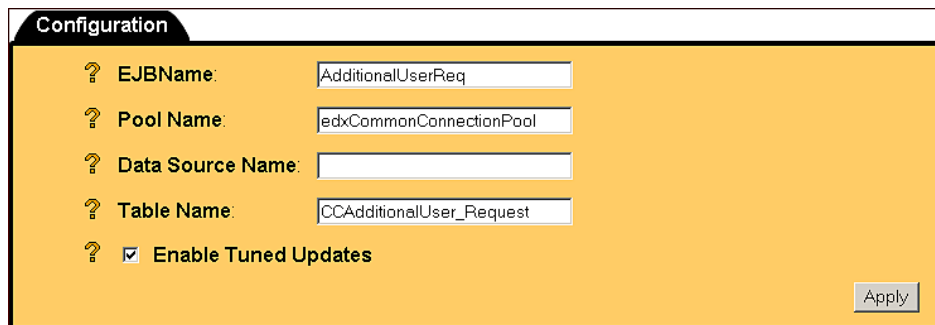 Configuration
? EJBName: AdditionalUserReq
? Pool Name: edxCommonConnectionPool
? Data Source Name:
? Table Name: CCAdditionalUser_Request
? Enable Tuned Updates
Apply